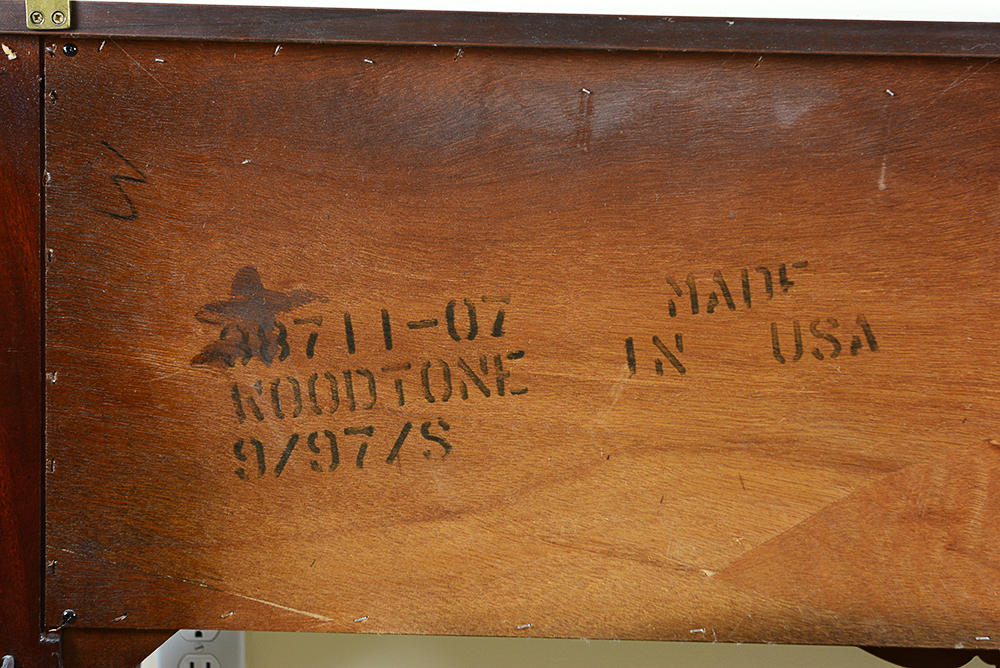 38711-07
WOODTONE
9/97/S
MADE
IN USA